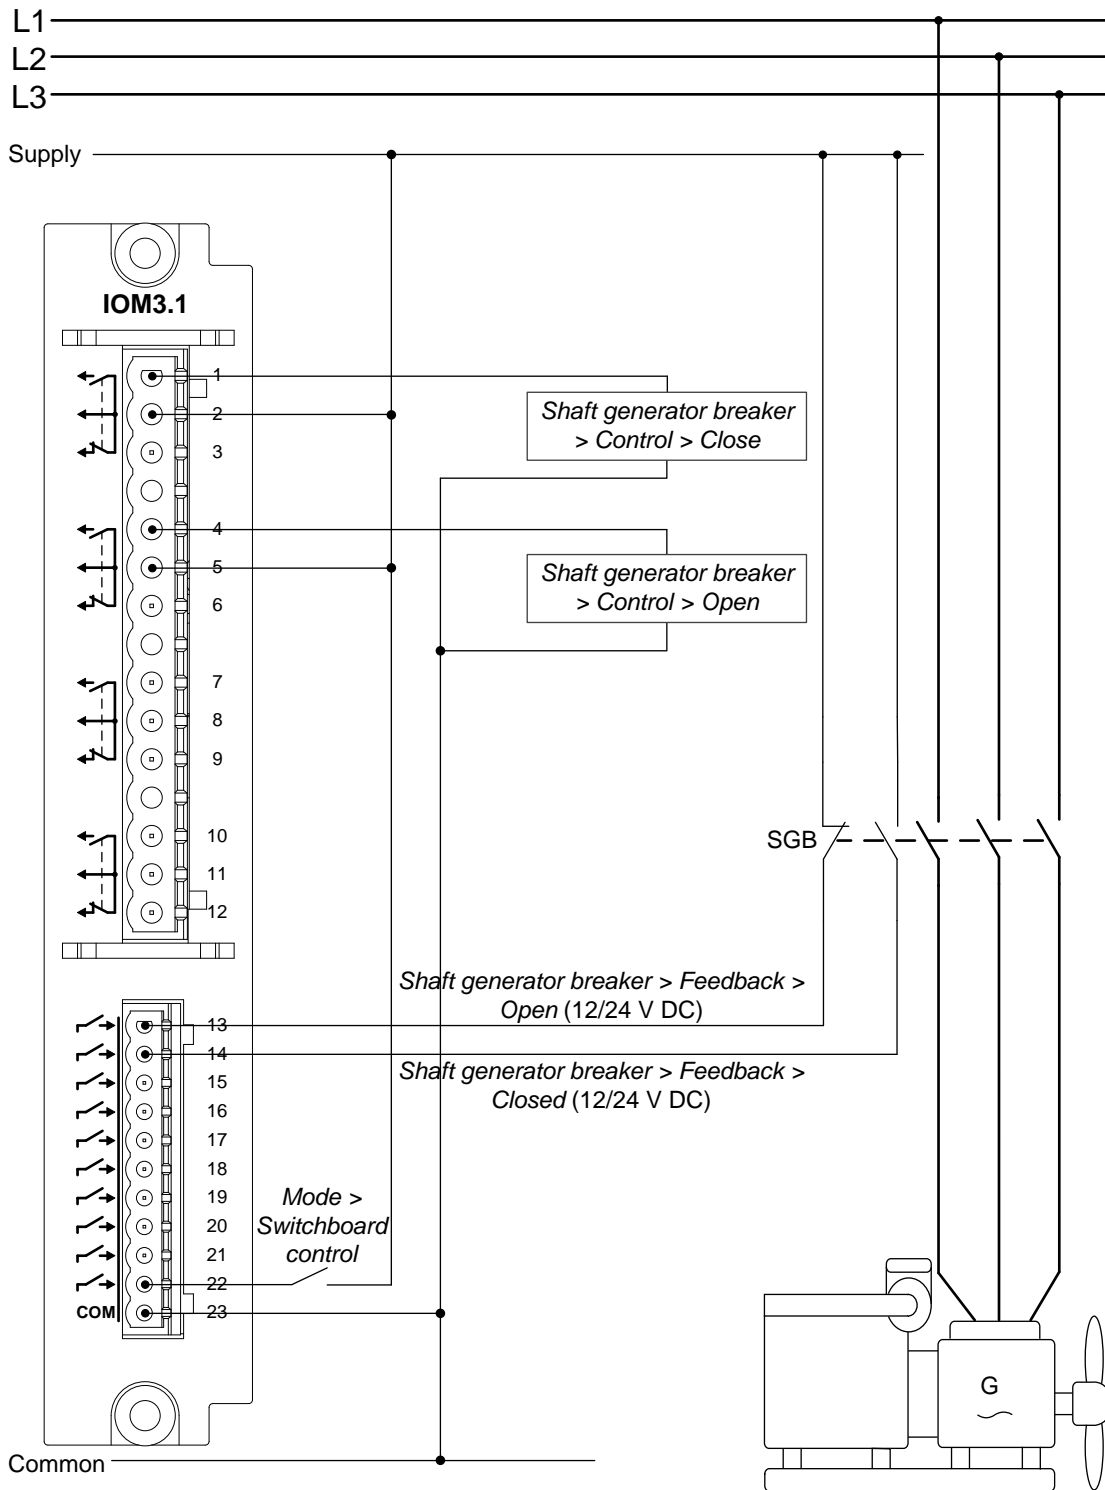 L1
L2
L3
Supply
IOM3.1
1
2
3
4
5
6
7
8
9
10
11
12
Shaft generator breaker
> Control > Close
Shaft generator breaker
> Control > Open
SGB
Shaft generator breaker > Feedback >
Open (12/24 V DC)
13
14
Shaft generator breaker > Feedback >
Closed (12/24 V DC)
15
16
17
18
19
20
21
22
COM
23
Mode >
Switchboard
control
G
Common